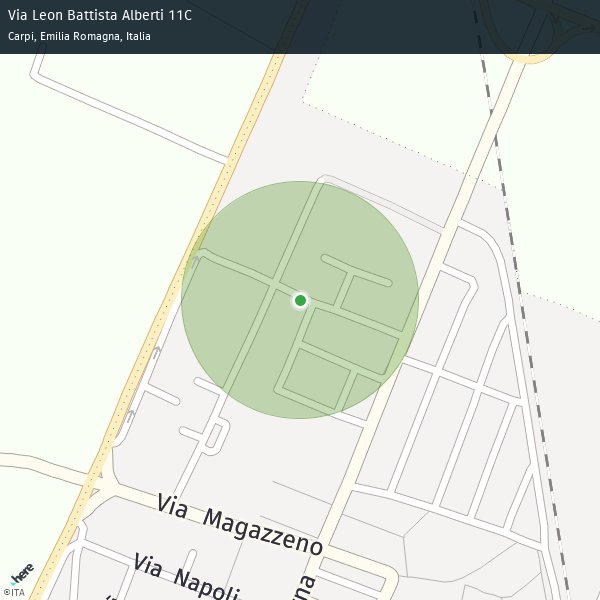 Via Leon Battista Alberti 11C
Carpi, Emilia Romagna, Italia
Via Magazzeno
Via Napoli
na
here
©ITA